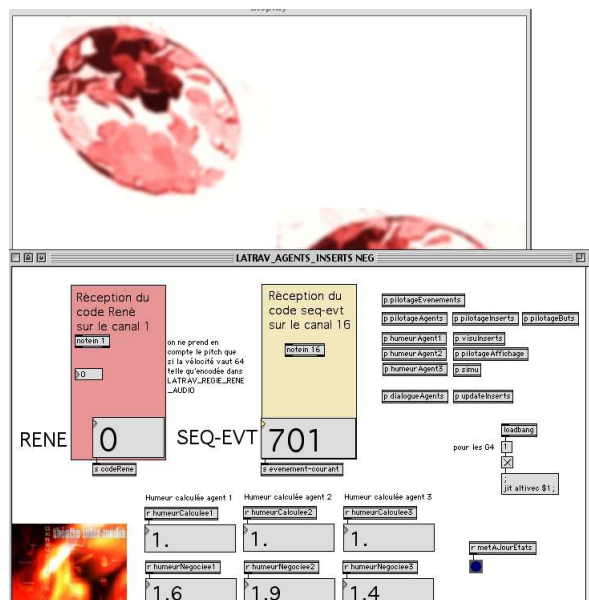 Display
LATRAV_AGENTS_INSERTS NEG
Réception du
code René
sur le canal 1
notein 1
0
on ne prend en
compte le pitch que
si la vélocité vaut 64
telle qu'encodée dans
LATRAV_REGIE_RENE
_AUDIO
RENE
0
s codeRene
Réception du
code seq-evt
sur le canal 16
notein 16
SEQ-EVT
701
s evenement-courant
p pilotageEvenements
p pilotageAgents
p pilotageInserts
p pilotageButs
p humeurAgent1
p visuInserts
p humeurAgent2
p pilotageAffichage
p humeurAgent3
p simu
p dialogueAgents
p updateInserts
loadbang
pour les G4
1
;
jit altivec $1;
Humeur calculée agent 1
Humeur calculée agent 2
Humeur calculée agent 3
r humeurCalculee1
r humeurCalculee2
r humeurCalculee3
1.
1.
1.
r metAJourEtats
r humeurNegociee1
r humeurNegociee2
r humeurNegociee3
1.6
1.9
1.4
théâtre inter-média